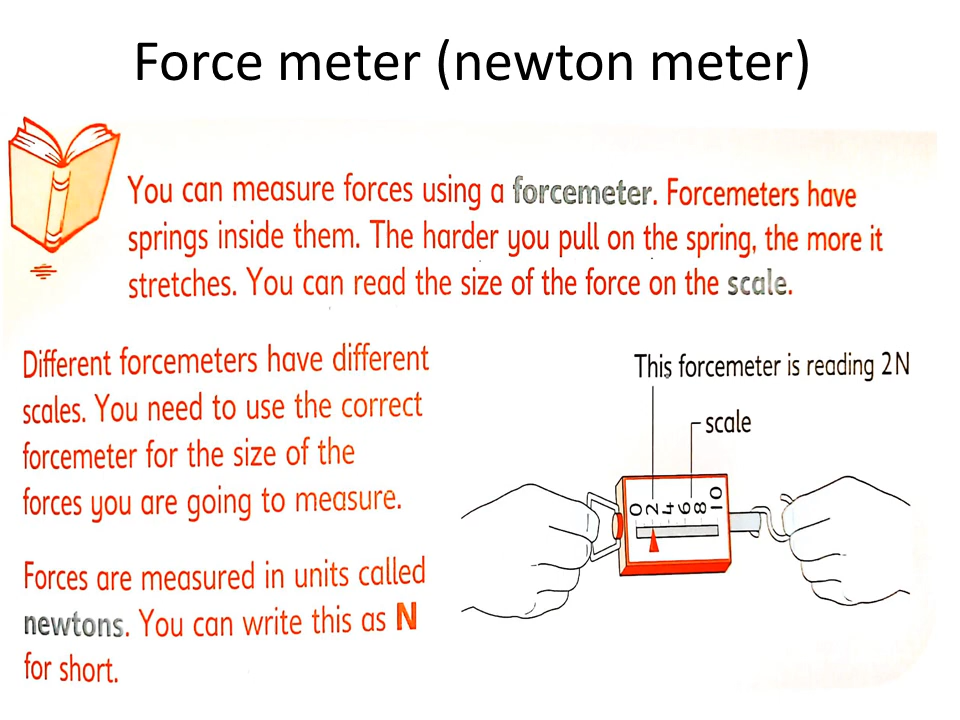 Force meter (newton meter)
You can measure forces using a forcemeter. Forcemeters have
springs inside them. The harder you pull on the spring, the more it
stretches. You can read the size of the force on the scale.
Different forcemeters have different
scales. You need to use the correct
forcemeter for the size of the
forces you are going to measure.
Forces are measured in units called
newtons. You can write this as N
for short.
This forcemeter is reading 2N
scale
0 2 4 6 8 10